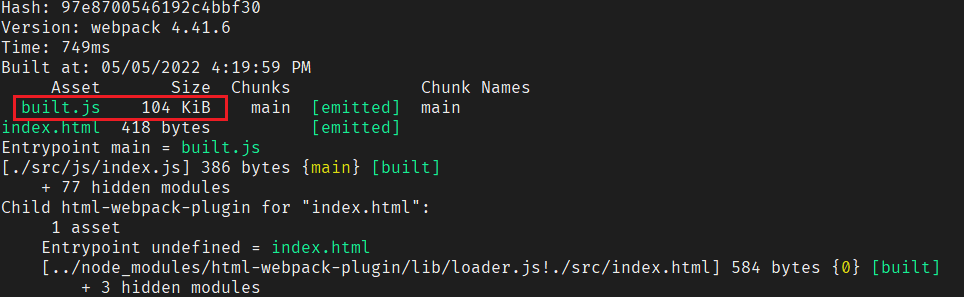 Hash: 97e8700546192c4bbf30
Version: webpack 4.41.6
Time: 749ms
Built at: 05/05/2022 4:19:59 PM
     Asset       Size  Chunks             Chunk Names
  built.js    104 KiB    main  [emitted]  main
index.html  418 bytes          [emitted]
Entrypoint main = built.js
[./src/js/index.js] 386 bytes {main} [built]
    + 77 hidden modules
Child html-webpack-plugin for "index.html":
     1 asset
    Entrypoint undefined = index.html
    [../node_modules/html-webpack-plugin/lib/loader.js!./src/index.html] 584 bytes {0} [built]
        + 3 hidden modules